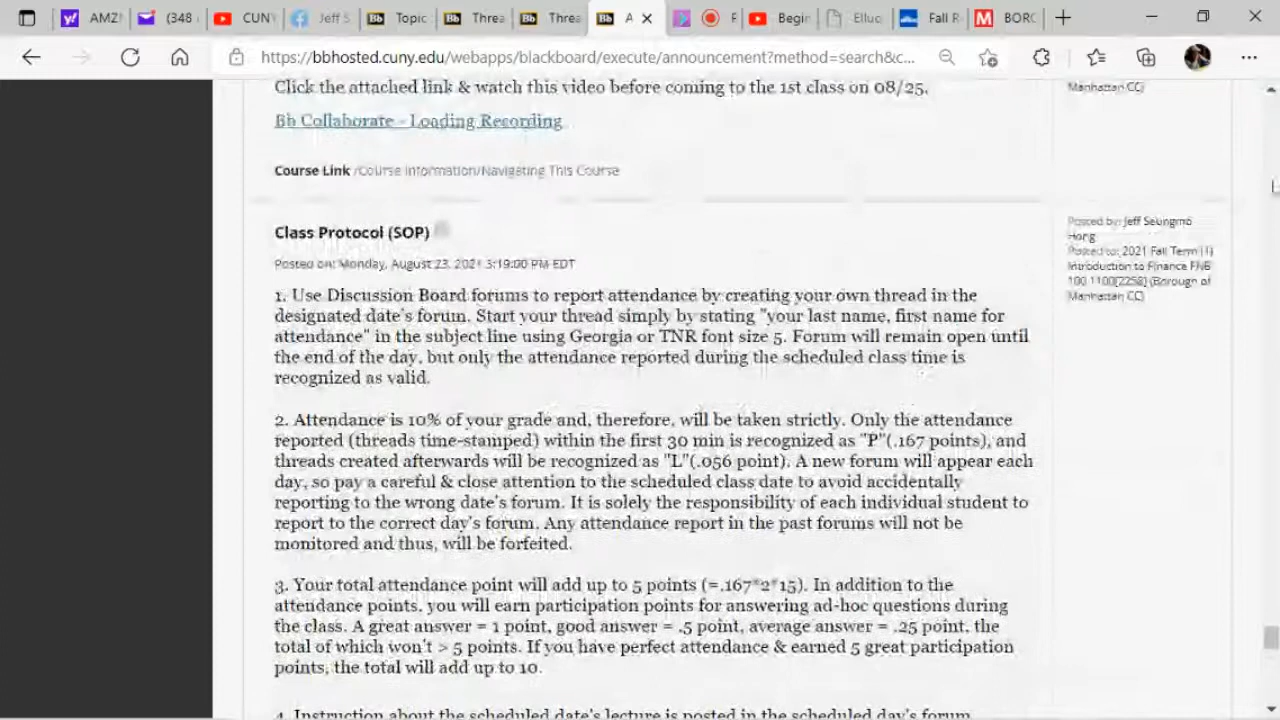 AMZI
(348
CUNY
Jeff S
Topic
Threa
Threa
A
F
Begir
Elluc
Fall R
BORC
https://bbhosted.cuny.edu/webapps/blackboard/execute/announcement?method=search&c...
Click the attached link & watch this video before coming to the 1st class on 08/25.
Manhattan CC)
Bb Collaborate - Loading Recording
Course Link /Course Information/Navigating This Course
Class Protocol (SOP)
Posted on: Monday, August 23, 2021 3:19:00 PM EDT
Posted by: Jeff Seungmo
Hong
Posted to: 2021 Fall Term (1)
Introduction to Finance FNB
100 1100[2258] (Borough of
Manhattan CC)
1. Use Discussion Board forums to report attendance by creating your own thread in the
designated date's forum. Start your thread simply by stating "your last name, first name for
attendance" in the subject line using Georgia or TNR font size 5. Forum will remain open until
the end of the day, but only the attendance reported during the scheduled class time is
recognized as valid.
2. Attendance is 10% of your grade and, therefore, will be taken strictly. Only the attendance
reported (threads time-stamped) within the first 30 min is recognized as "P"(.167 points), and
threads created afterwards will be recognized as "L"(.056 point). A new forum will appear each
day, so pay a careful & close attention to the scheduled class date to avoid accidentally
reporting to the wrong date's forum. It is solely the responsibility of each individual student to
report to the correct day's forum. Any attendance report in the past forums will not be
monitored and thus, will be forfeited.
3. Your total attendance point will add up to 5 points (=.167*2*15). In addition to the
attendance points, you will earn participation points for answering ad-hoc questions during
the class. A great answer = 1 point, good answer = .5 point, average answer = .25 point, the
total of which won't > 5 points. If you have perfect attendance & earned 5 great participation
points, the total will add up to 10.
4. Instruction about the scheduled date's lecture is posted in the scheduled day's forum